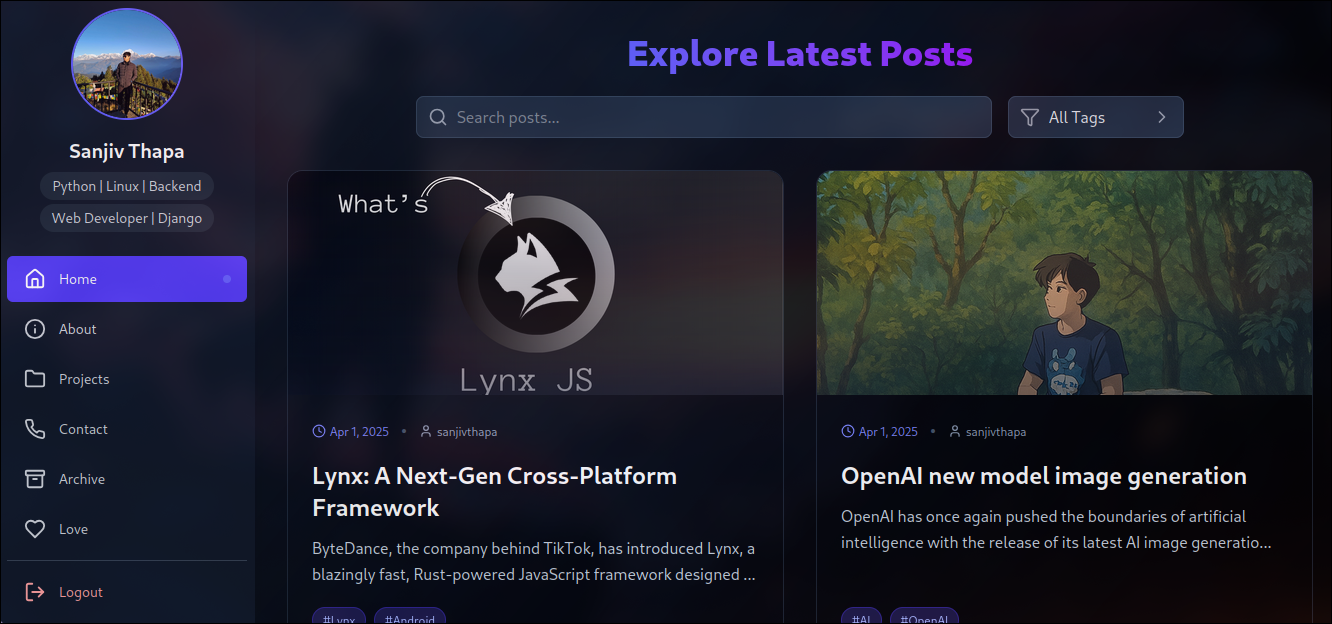 Sanjiv Thapa
Python | Linux | Backend
Web Developer | Django
Home
About
Projects
Contact
Archive
Love
Logout
Explore Latest Posts
Search posts...
All Tags
What's
Lynx JS
Apr 1, 2025 • sanjivthapa
Lynx: A Next-Gen Cross-Platform
Framework
ByteDance, the company behind TikTok, has introduced Lynx, a
blazingly fast, Rust-powered JavaScript framework designed ...
#Lynx #Android
Apr 1, 2025 • sanjivthapa
OpenAI new model image generation
OpenAI has once again pushed the boundaries of artificial
intelligence with the release of its latest AI image generatio...
#AI #OpenAI